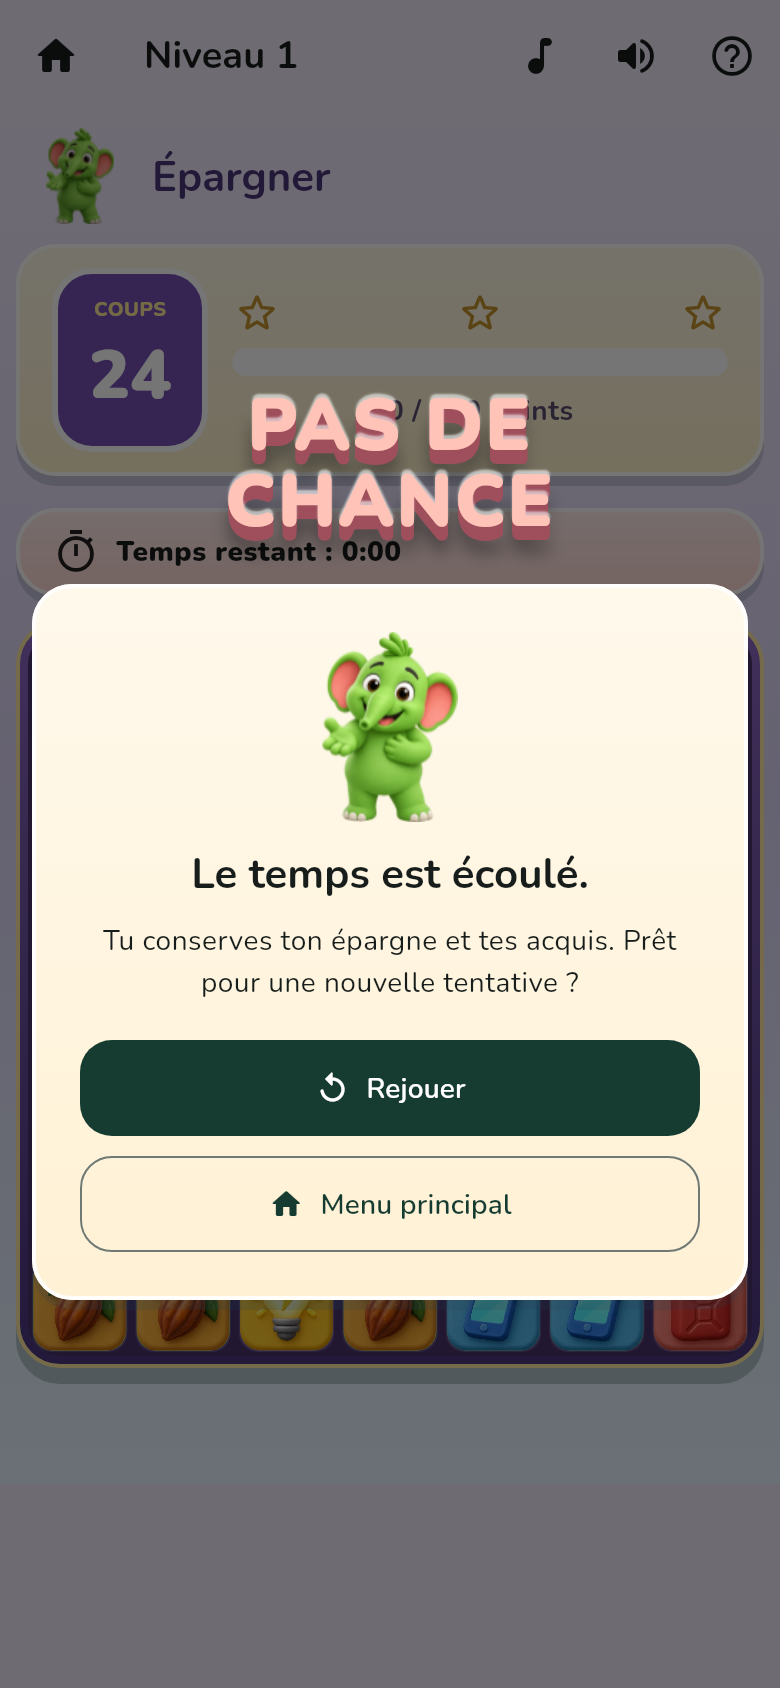 Niveau 1
Épargner
COUPS
24
PAS DE
CHANCE
Temps restant : 0:00
Le temps est écoulé.
Tu conserves ton épargne et tes acquis. Prêt
pour une nouvelle tentative ?
Rejouer
Menu principal